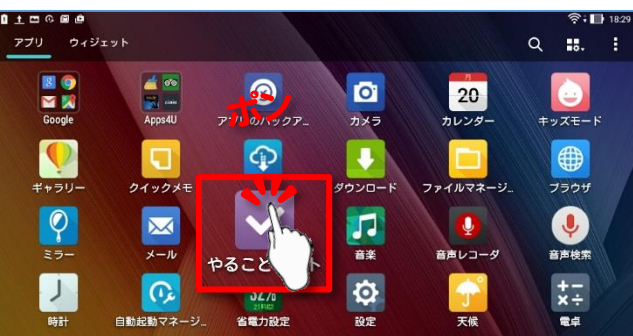 18:29
アプリ ウィジェット
月
20
Google Apps4U アプリのバックア... カメラ カレンダー キッズモード
ポン
ギャラリー クイックメモ ダウンロード ファイルマネージ... ブラウザ
ミラー メール やること ト 音楽 音声レコーダ 音声検索
52%
時計 自動起動マネージ... 省電力設定 設定 天候 電卓